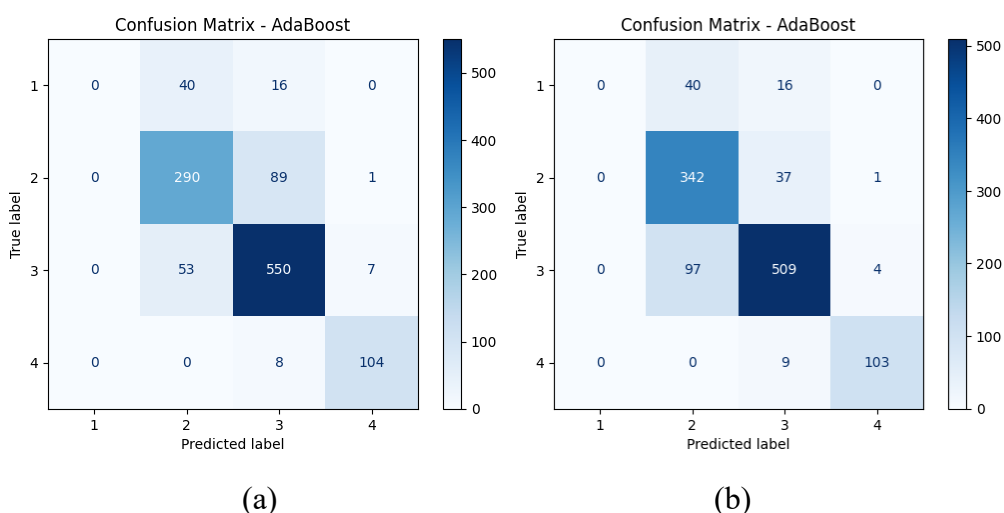 Confusion Matrix - AdaBoost
1 0 40 16 0
2 0 290 89 1
3 0 53 550 7
4 0 0 8 104
1 2 3 4
True label
Predicted label
500
400
300
200
100
0
(a)
Confusion Matrix - AdaBoost
1 0 40 16 0
2 0 342 37 1
3 0 97 509 4
4 0 0 9 103
1 2 3 4
True label
Predicted label
500
400
300
200
100
0
(b)